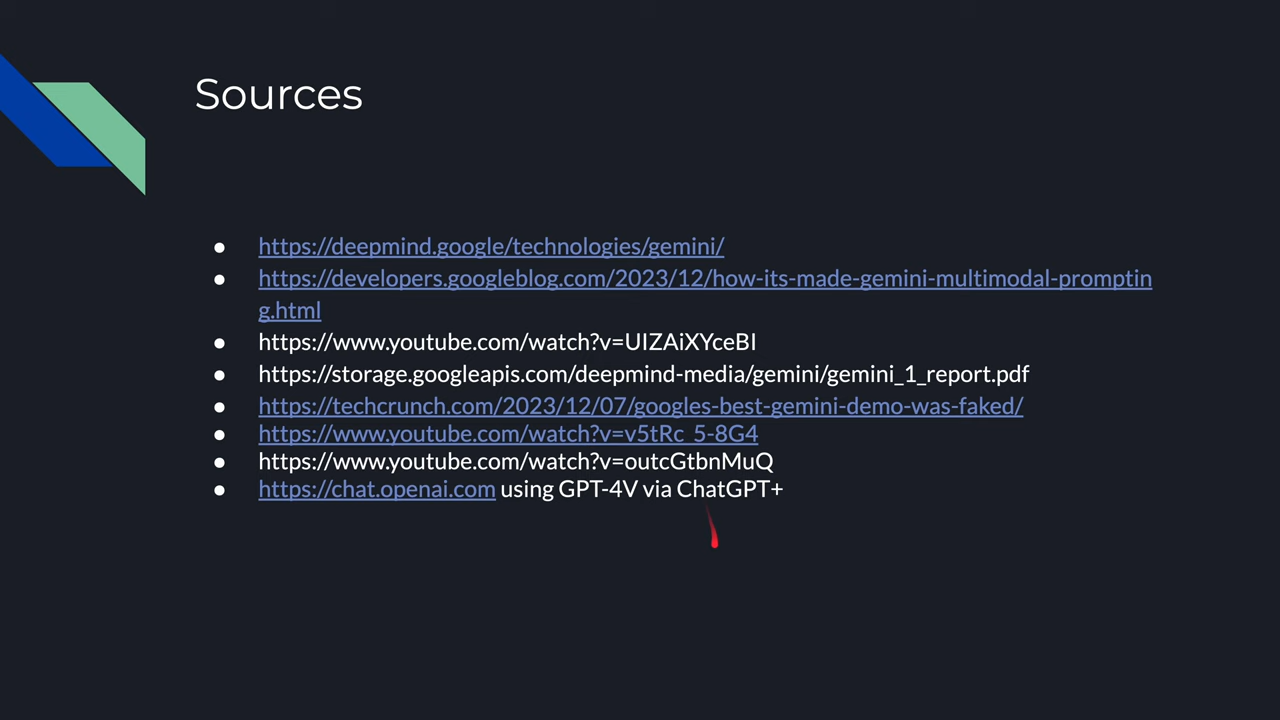 Sources
https://deepmind.google/technologies/gemini/
https://developers.googleblog.com/2023/12/how-its-made-gemini-multimodal-promptin
g.html
https://www.youtube.com/watch?v=UIZAiXYceBI
https://storage.googleapis.com/deepmind-media/gemini/gemini_1_report.pdf
https://techcrunch.com/2023/12/07/googles-best-gemini-demo-was-faked/
https://www.youtube.com/watch?v=v5tRc_5-8G4
https://www.youtube.com/watch?v=outcGtbnMuQ
https://chat.openai.com using GPT-4V via ChatGPT+